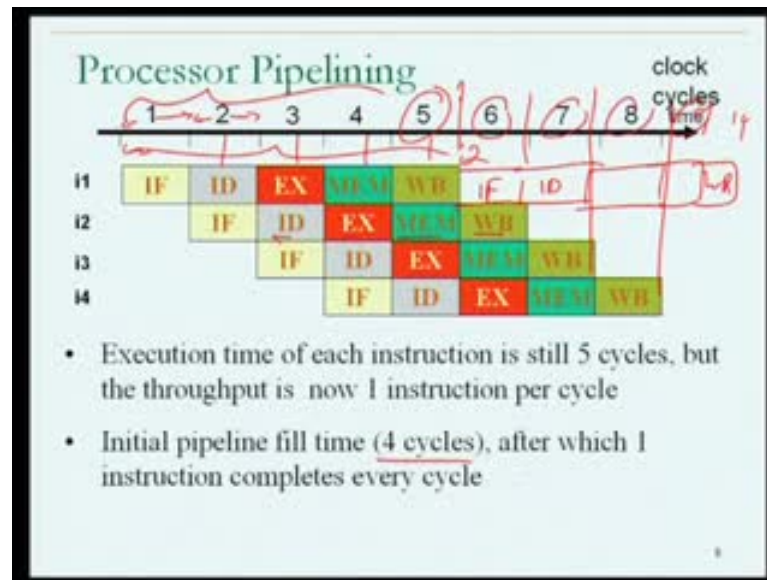 Processor Pipelining
clock
cycles
1 2 3 4 5 6 7 8 time
i2 14
i1 IF ID EX MEM WB IF ID WB
i2 IF ID EX MEM WB
i3 IF ID EX MEM WB
i4 IF ID EX MEM WB
• Execution time of each instruction is still 5 cycles, but
the throughput is now 1 instruction per cycle
• Initial pipeline fill time (4 cycles), after which 1
instruction completes every cycle